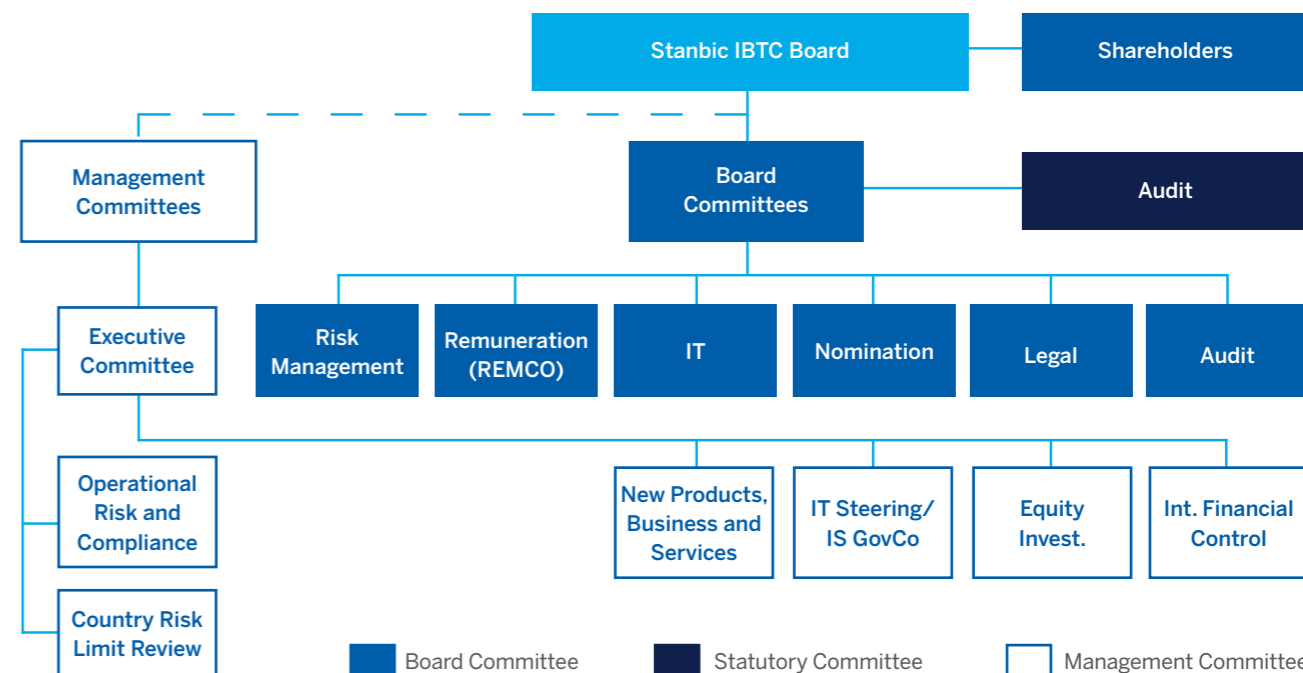 Stanbic IBTC Board
Shareholders
Management
Committees
Board
Committees
Audit
Executive
Committee
Risk
Management
Remuneration
(REMCO)
IT
Nomination
Legal
Audit
Operational
Risk and
Compliance
New Products,
Business and
Services
IT Steering/
IS GovCo
Equity
Invest.
Int. Financial
Control
Country Risk
Limit Review
Board Committee
Statutory Committee
Management Committee